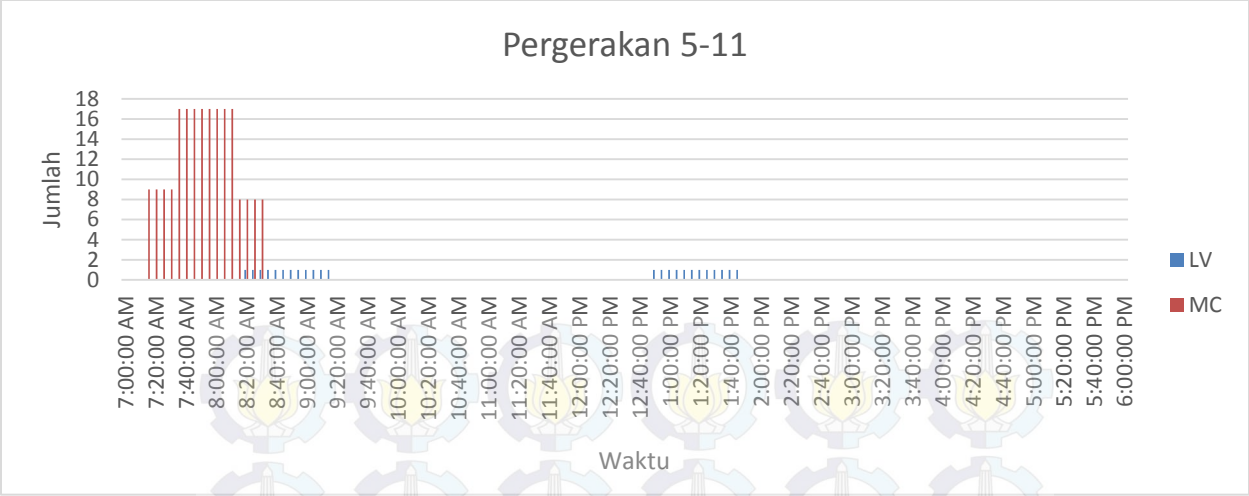 Pergerakan 5-11
Jumlah
18
16
14
12
10
8
6
4
2
0
7:00:00 AM
7:20:00 AM
7:40:00 AM
8:00:00 AM
8:20:00 AM
8:40:00 AM
9:00:00 AM
9:20:00 AM
9:40:00 AM
10:00:00 AM
10:20:00 AM
10:40:00 AM
11:00:00 AM
11:20:00 AM
11:40:00 AM
12:00:00 PM
12:20:00 PM
12:40:00 PM
1:00:00 PM
1:20:00 PM
1:40:00 PM
2:00:00 PM
2:20:00 PM
2:40:00 PM
3:00:00 PM
3:20:00 PM
3:40:00 PM
4:00:00 PM
4:20:00 PM
4:40:00 PM
5:00:00 PM
5:20:00 PM
5:40:00 PM
6:00:00 PM
Waktu
LV
MC